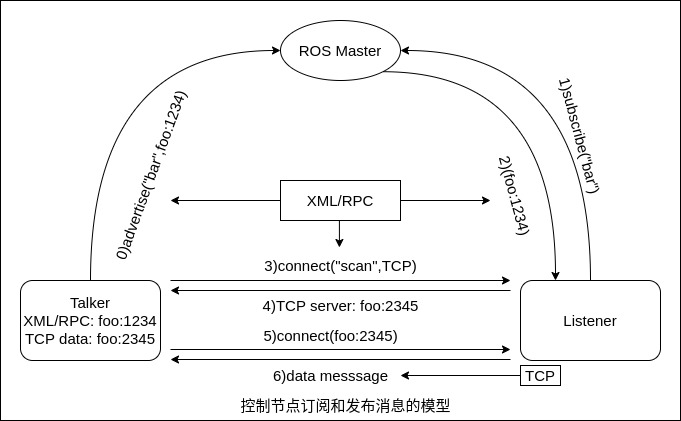 ROS Master
0)advertise("bar",foo:1234)
1)subscribe("bar")
2)(foo:1234)
XML/RPC
3)connect("scan",TCP)
4)TCP server: foo:2345
5)connect(foo:2345)
6)data messsage
Talker
XML/RPC: foo:1234
TCP data: foo:2345
Listener
TCP
控制节点订阅和发布消息的模型